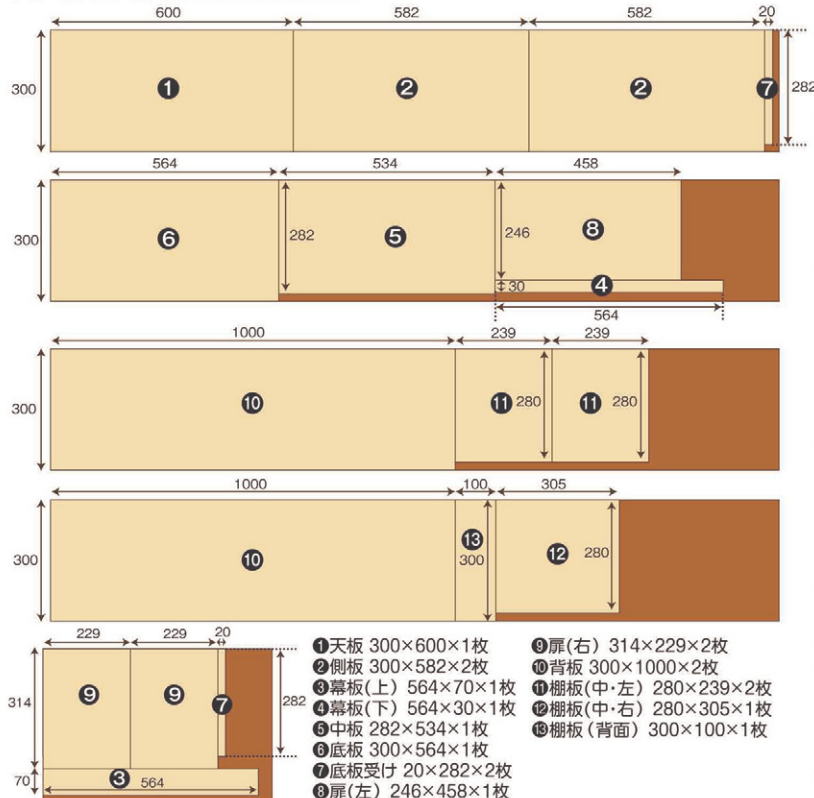 600 582 582 20
300 ❶ ❷ ❷ ❼ 282
564 534 458
300 ❻ 282 ❺ 246 ❽
30 ❹
564
1000 239 239
300 ❿ ⓫ 280 ⓫ 280
1000 100 305
300 ❿ ⓭ 300 ⓬ 280
229 229 20
314 ❾ ❾ ❼ 282
70 ❸ 564
❶天板 300×600×1枚
❷側板 300×582×2枚
❸幕板(上) 564×70×1枚
❹幕板(下) 564×30×1枚
❺中板 282×534×1枚
❻底板 300×564×1枚
❼底板受け 20×282×2枚
❽扉(左) 246×458×1枚
❾扉(右) 314×229×2枚
❿背板 300×1000×2枚
⓫棚板(中・左) 280×239×2枚
⓬棚板(中・右) 280×305×1枚
⓭棚板(背面) 300×100×1枚